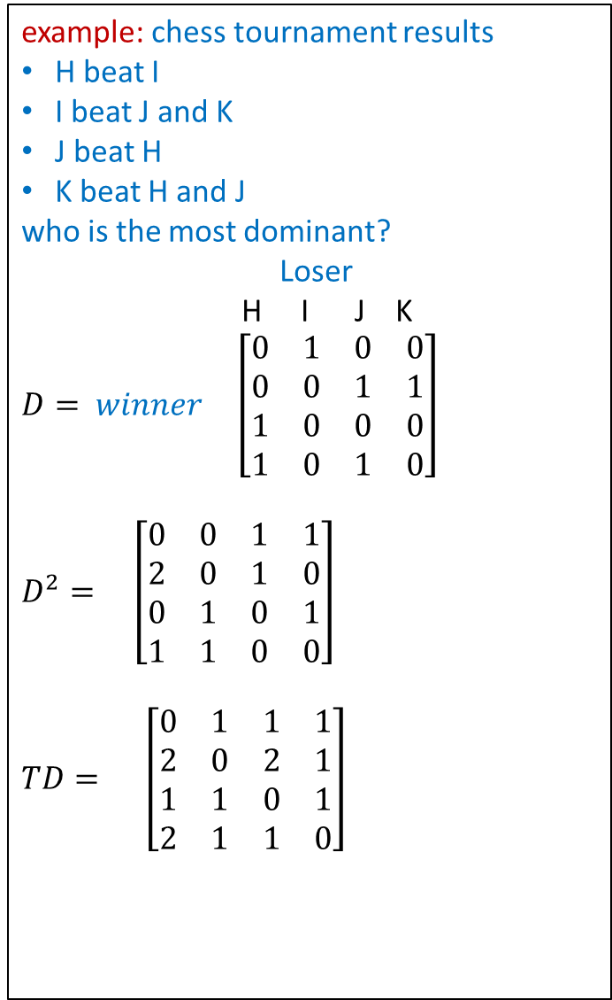 example: chess tournament results
• H beat I
• I beat J and K
• J beat H
• K beat H and J
who is the most dominant?
Loser
H I J K
0 1 0 0
0 0 1 1
D = winner
1 0 0 0
1 0 1 0
0 0 1 1
2 0 1 0
D² =
0 1 0 1
1 1 0 0
0 1 1 1
2 0 2 1
TD =
1 1 0 1
2 1 1 0